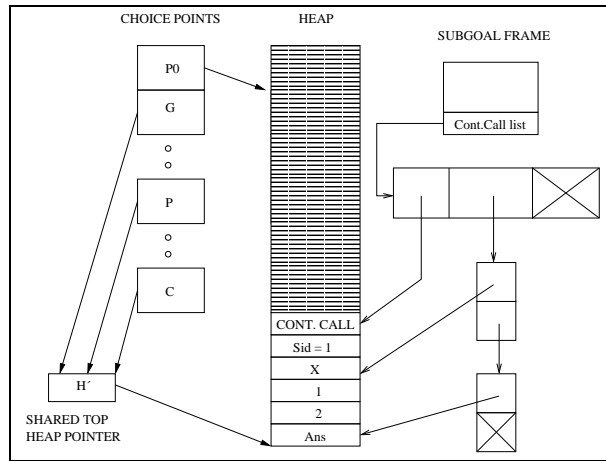 CHOICE POINTS
HEAP
SUBGOAL FRAME
P0
G
P
C
Cont.Call list
CONT. CALL
Sid = 1
X
1
2
Ans
H´
SHARED TOP
HEAP POINTER